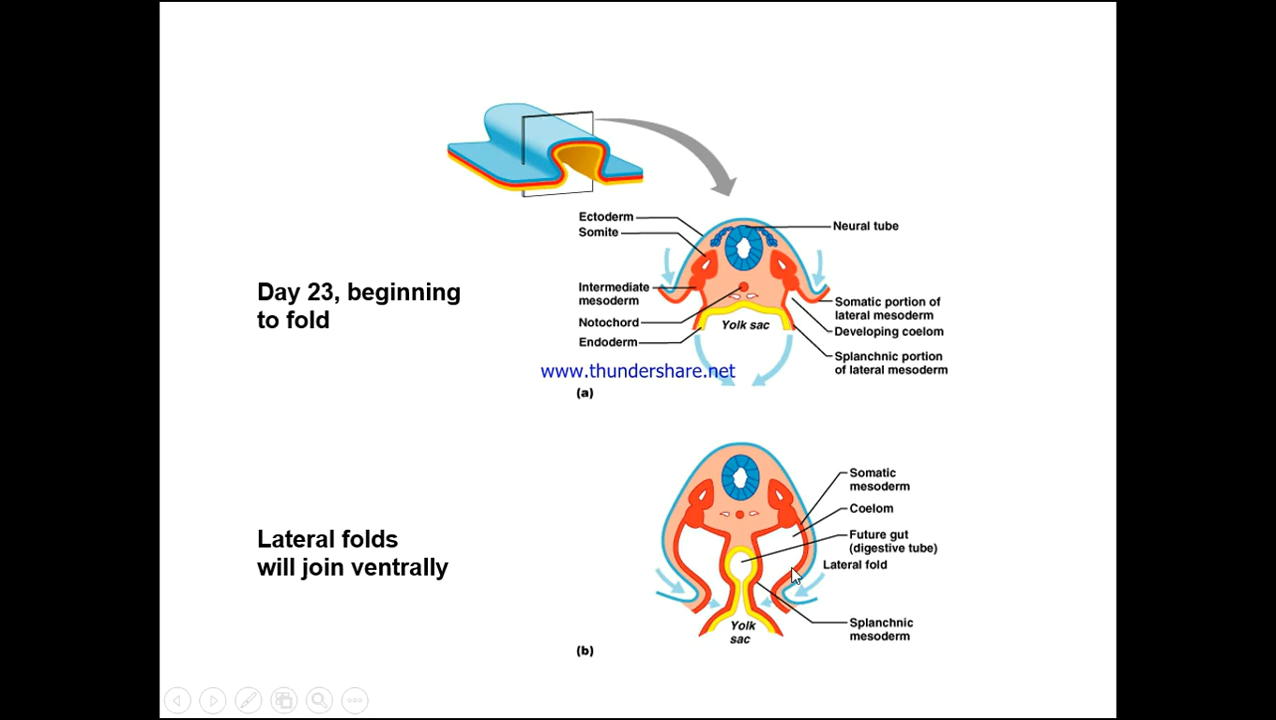 Ectoderm
Somite
Neural tube
Day 23, beginning
to fold
Intermediate
mesoderm
Notochord
Endoderm
Yolk sac
Somatic portion of
lateral mesoderm
Developing coelom
Splanchnic portion
of lateral mesoderm
www.thundershare.net
(a)
Lateral folds
will join ventrally
Somatic
mesoderm
Coelom
Future gut
(digestive tube)
Lateral fold
Splanchnic
mesoderm
Yolk
sac
(b)